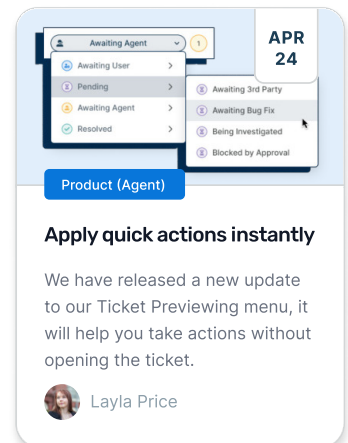 Awaiting Agent
1
APR
24
Awaiting User
Pending
Awaiting Agent
Resolved
Awaiting 3rd Party
Awaiting Bug Fix
Being Investigated
Blocked by Approval
Product (Agent)
Apply quick actions instantly
We have released a new update
to our Ticket Previewing menu, it
will help you take actions without
opening the ticket.
Layla Price